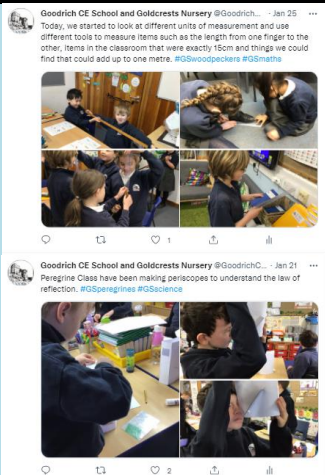 Goodrich CE School and Goldcrests Nursery @Goodrich... · Jan 25
Today, we started to look at different units of measurement and use
different tools to measure items such as the length from one finger to the
other, items in the classroom that were exactly 15cm and things we could
find that could add up to one metre. #GSwoodpeckers #GSmaths
1
Goodrich CE School and Goldcrests Nursery @GoodrichC... · Jan 21
Peregrine Class have been making periscopes to understand the law of
reflection. #GSperegrines #GSscience
2